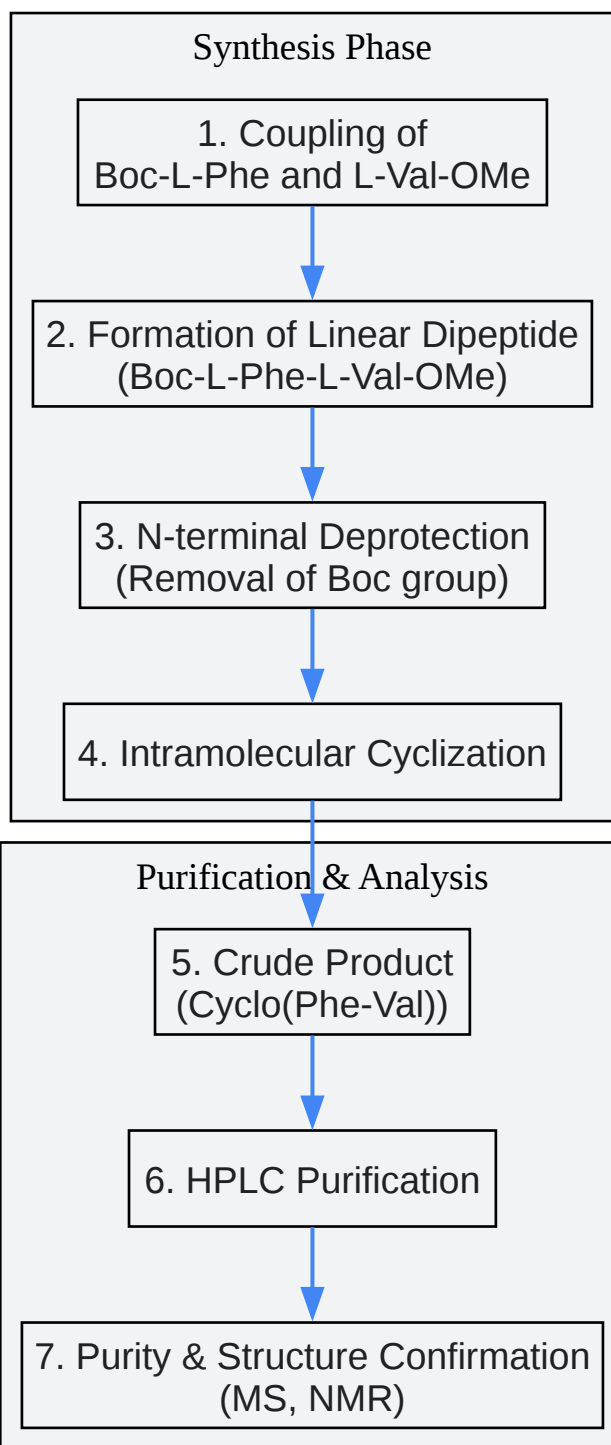 Synthesis Phase
1. Coupling of
Boc-L-Phe and L-Val-OMe
2. Formation of Linear Dipeptide
(Boc-L-Phe-L-Val-OMe)
3. N-terminal Deprotection
(Removal of Boc group)
4. Intramolecular Cyclization
Purification & Analysis
5. Crude Product
(Cyclo(Phe-Val))
6. HPLC Purification
7. Purity & Structure Confirmation
(MS, NMR)